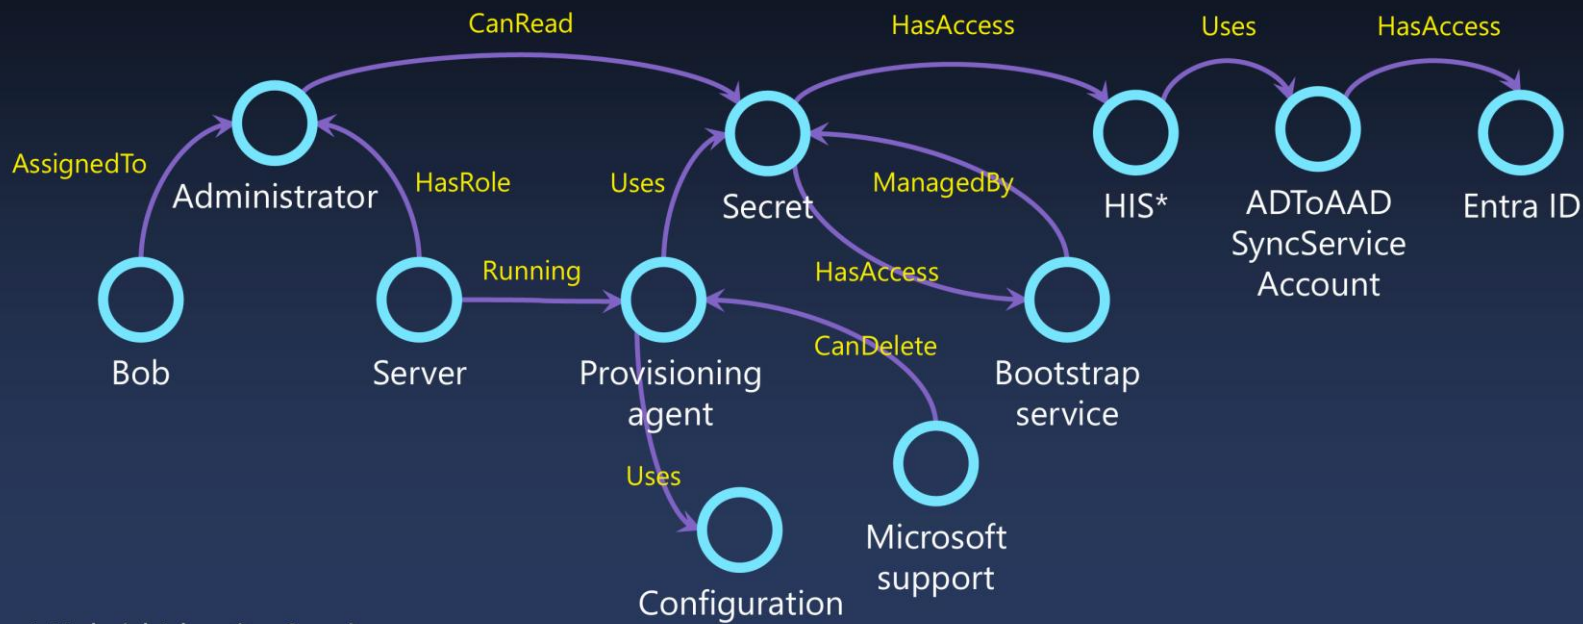 CanRead
HasAccess
Uses
HasAccess
AssignedTo
Administrator
HasRole
Uses
Secret
ManagedBy
HIS*
ADToAAD
SyncService
Account
Entra ID
Running
HasAccess
Bob
Server
Provisioning
agent
CanDelete
Bootstrap
service
Uses
Microsoft
support
Configuration